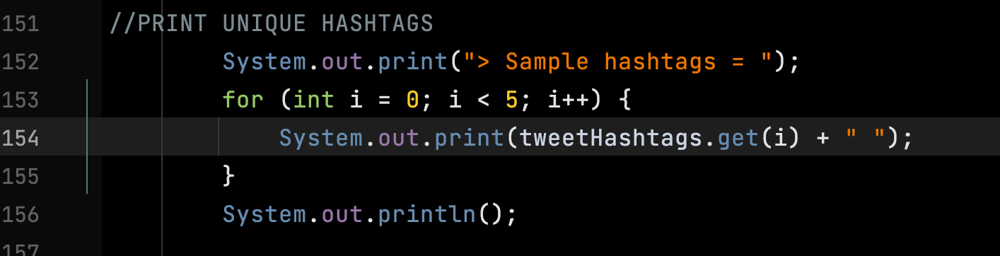 151 //PRINT UNIQUE HASHTAGS
152 System.out.print("> Sample hashtags = ");
153 for (int i = 0; i < 5; i++) {
154 System.out.print(tweetHashtags.get(i) + " ");
155 }
156 System.out.println();
157